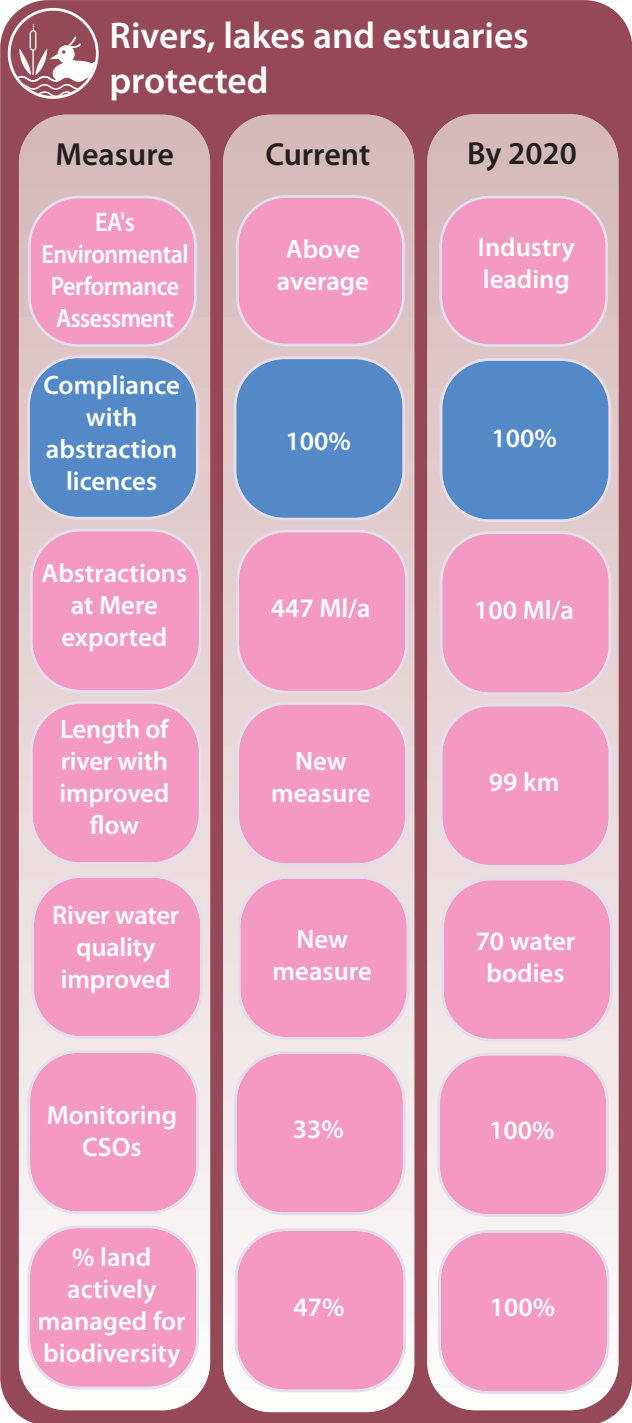 Rivers, lakes and estuaries
protected
Measure
Current
By 2020
EA's
Environmental
Performance
Assessment
Above
average
Industry
leading
Compliance
with
abstraction
licences
100%
100%
Abstractions
at Mere
exported
447 Ml/a
100 Ml/a
Length of
river with
improved
flow
New
measure
99 km
River water
quality
improved
New
measure
70 water
bodies
Monitoring
CSOs
33%
100%
% land
actively
managed for
biodiversity
47%
100%